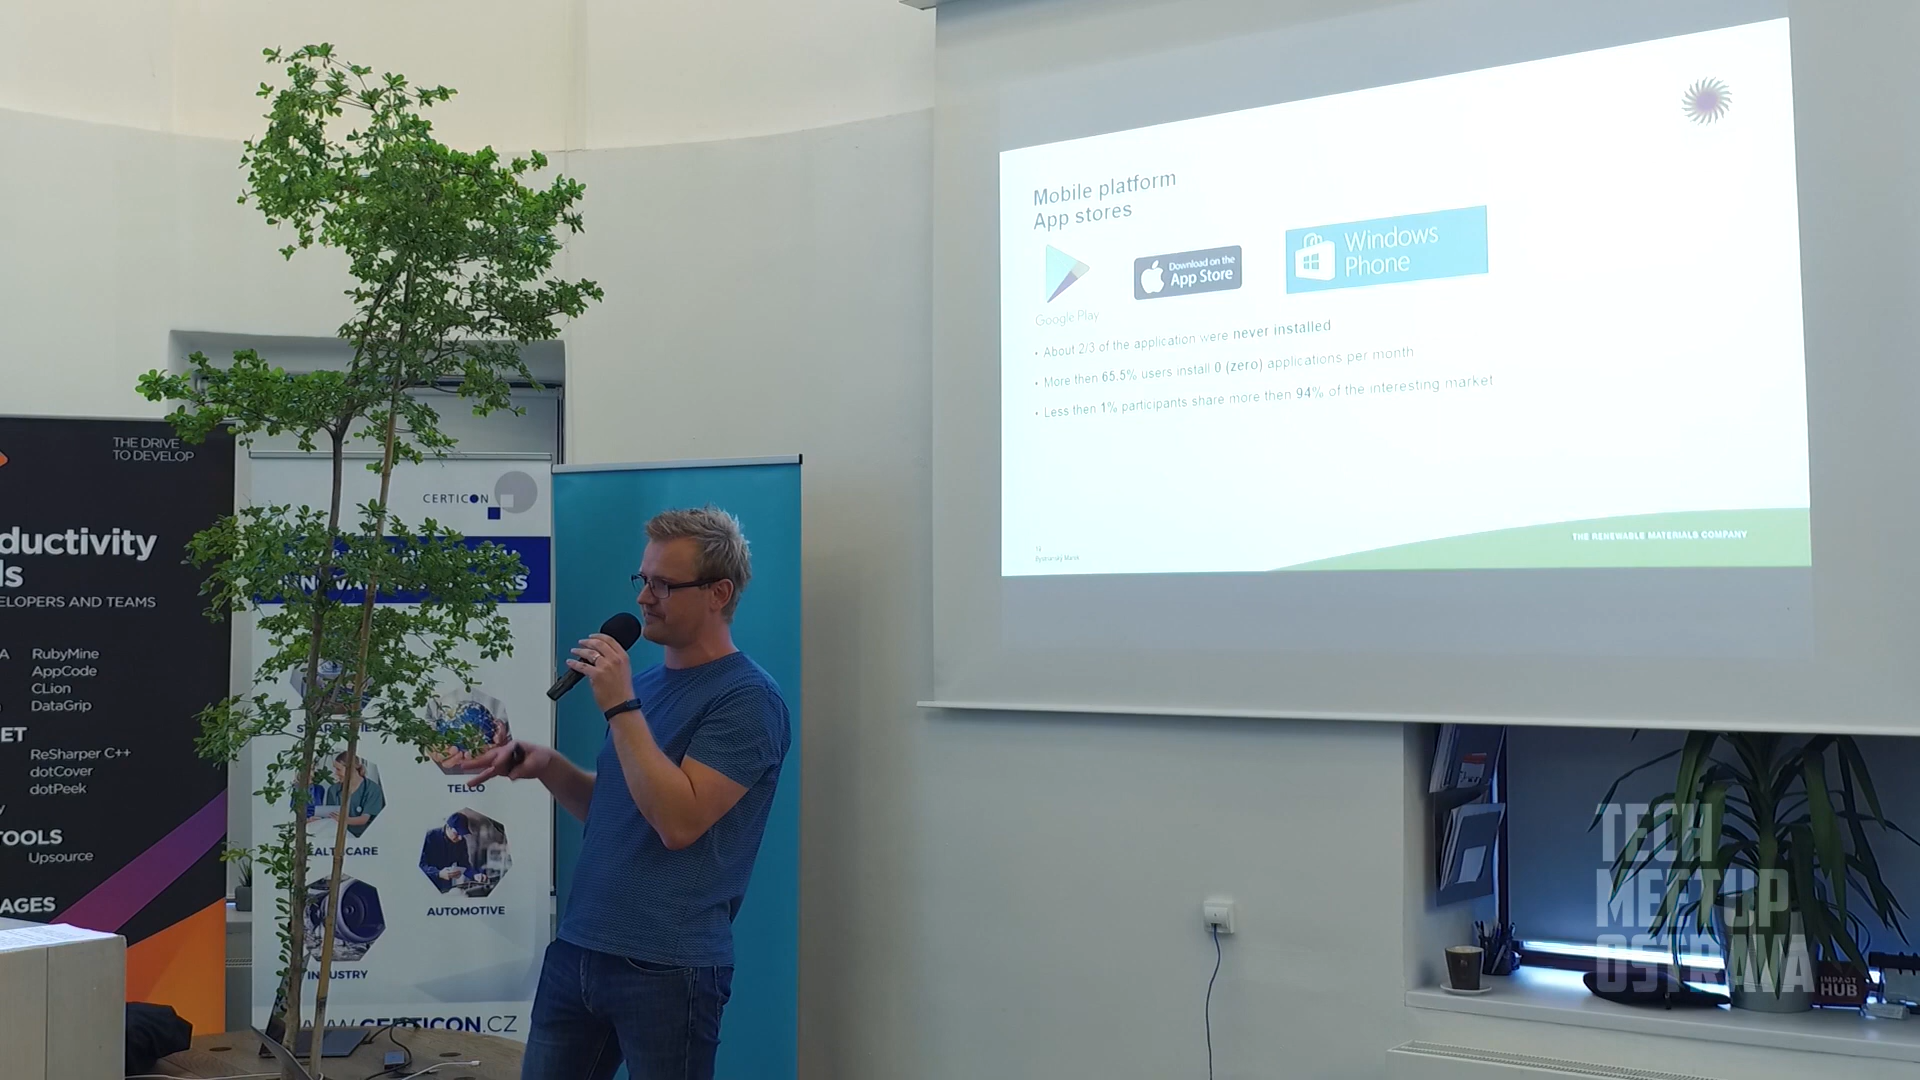 Mobile platform
App stores
Google Play
Download on the
App Store
Windows
Phone
• About 2/3 of the application were never installed
• More then 65.5% users install 0 (zero) applications per month
• Less then 1% participants share more then 94% of the interesting market
THE RENEWABLE MATERIALS COMPANY
THE DRIVE
TO DEVELOP
ductivity
ls
ELOPERS AND TEAMS
A RubyMine
AppCode
CLion
DataGrip
ET
ReSharper C++
dotCover
dotPeek
y
TOOLS
Upsource
AGES
CERTICON
TELCO
AUTOMOTIVE
WWW.CERTICON.CZ
TECH
MEETUP
OSTRAVA
IMPACT
HUB